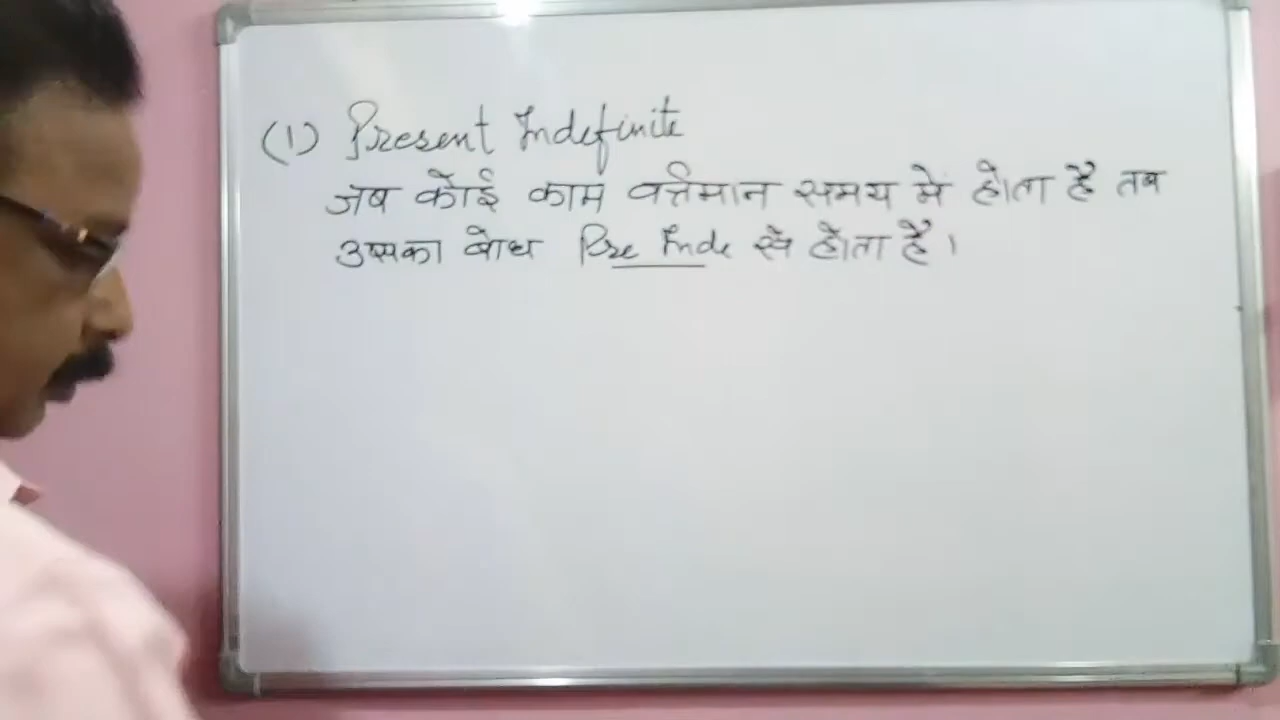 (1) Present Indefinite
जब कोई काम वर्त्तमान समय में होता है तब
उसका बोध Pre Inde से होता है।